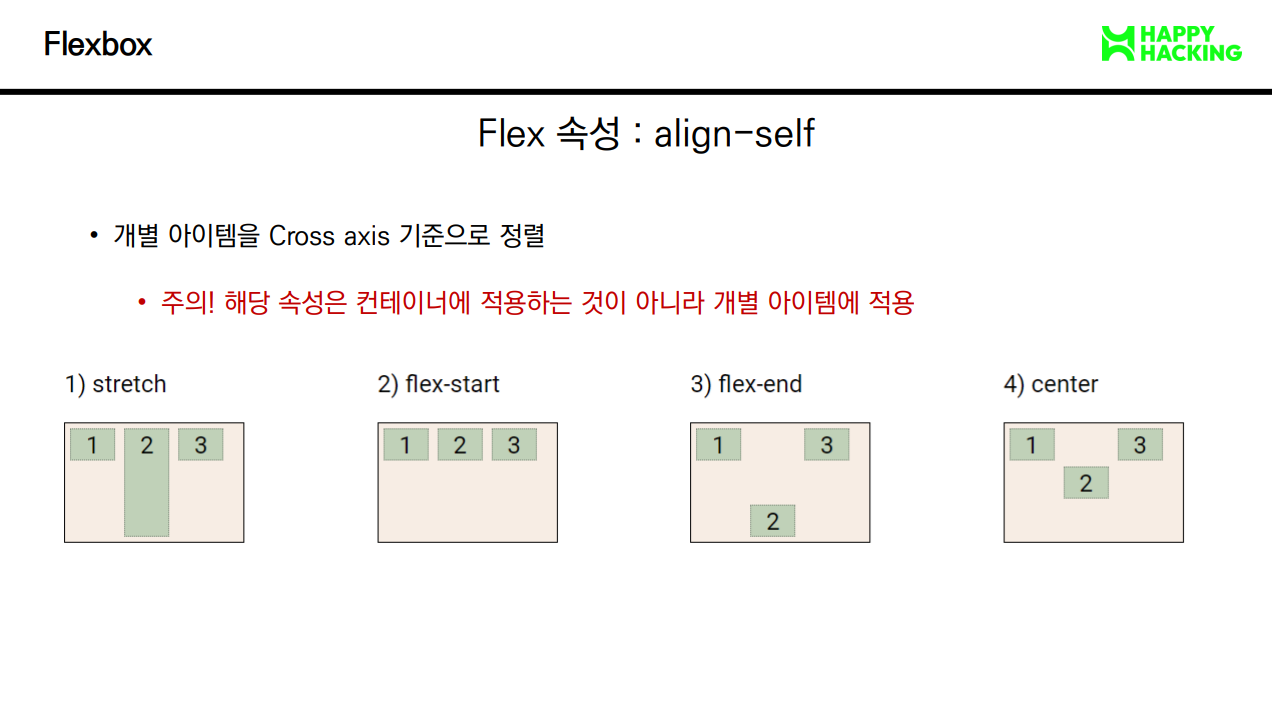 Flexbox
HAPPY
HACKING
Flex 속성 : align-self
• 개별 아이템을 Cross axis 기준으로 정렬
• 주의! 해당 속성은 컨테이너에 적용하는 것이 아니라 개별 아이템에 적용
1) stretch
1 2 3
2) flex-start
1 2 3
3) flex-end
1 3
2
4) center
1 3
2